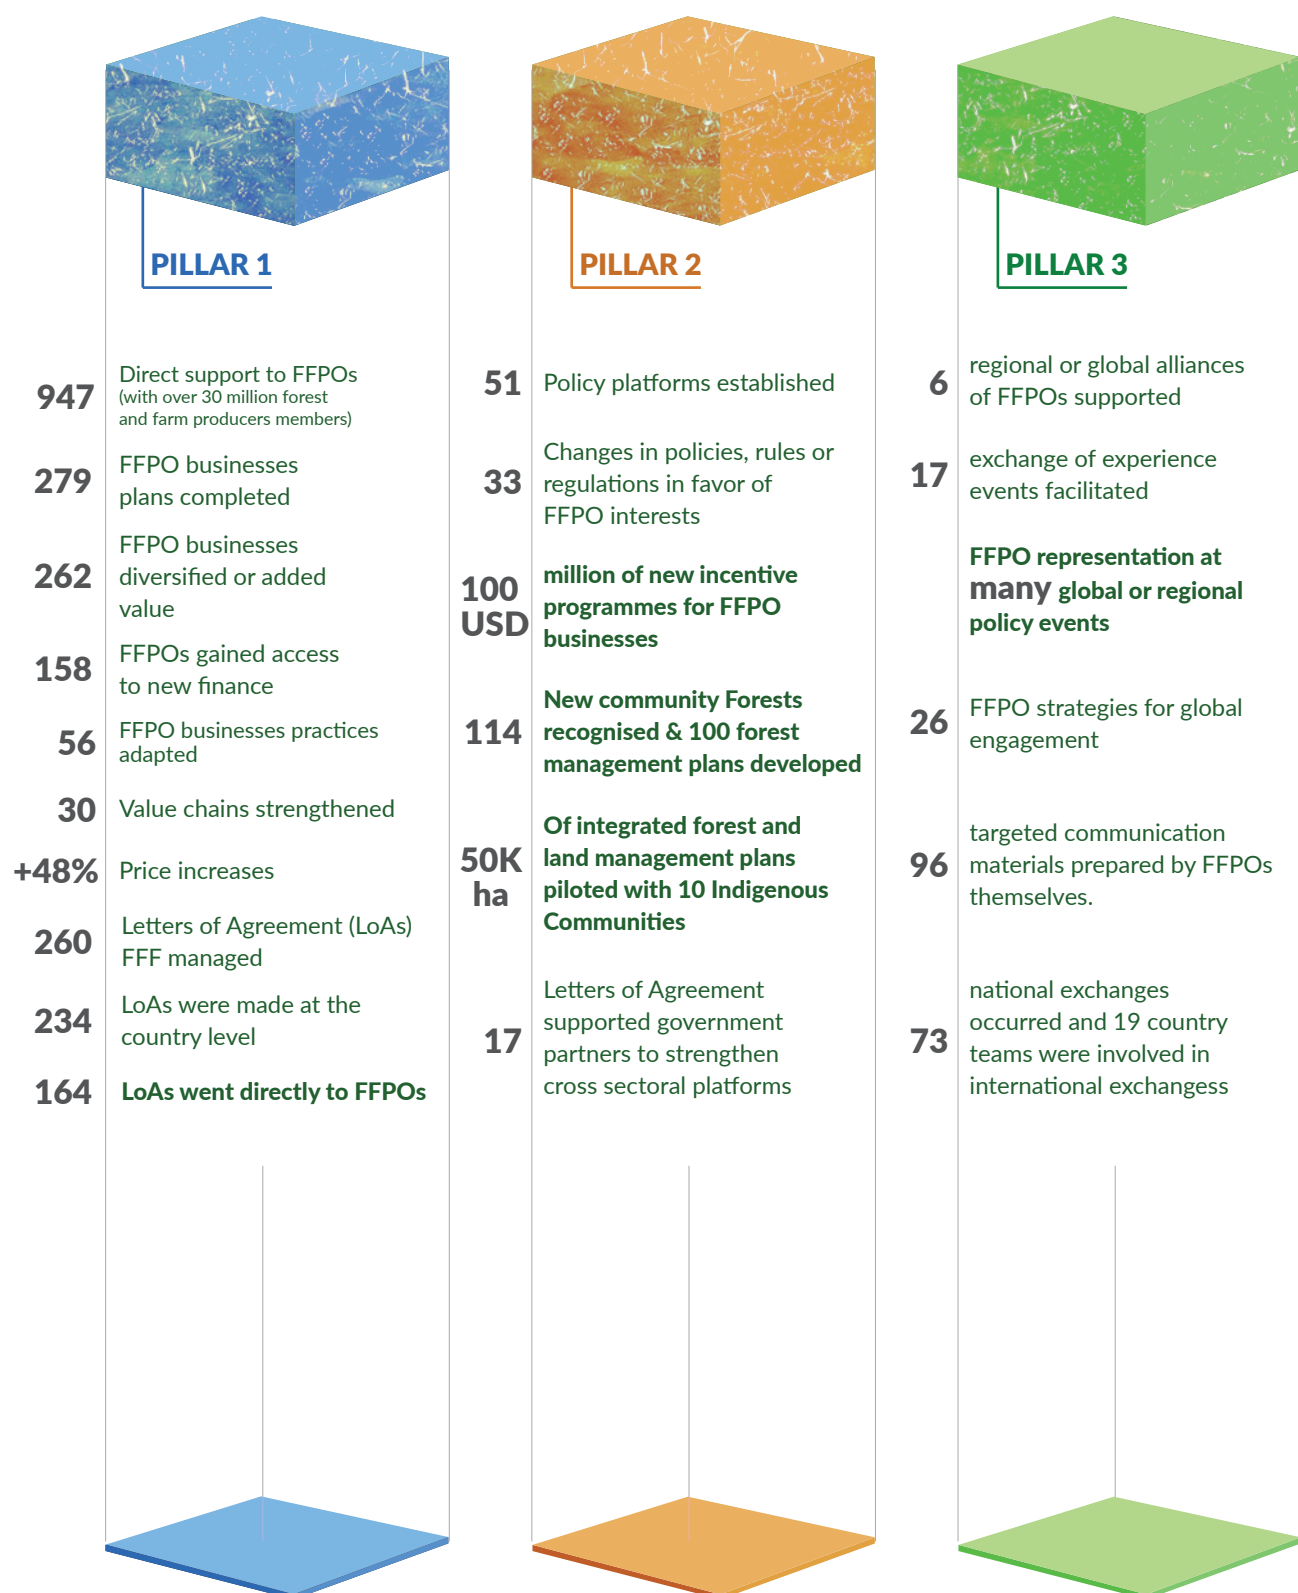 PILLAR 1
947
Direct support to FFPOs
(with over 30 million forest
and farm producers members)
279
FFPO businesses
plans completed
262
FFPO businesses
diversified or added
value
158
FFPOs gained access
to new finance
56
FFPO businesses practices
adapted
30
Value chains strengthened
+48%
Price increases
260
Letters of Agreement (LoAs)
FFF managed
234
LoAs were made at the
country level
164
LoAs went directly to FFPOs
PILLAR 2
51
Policy platforms established
33
Changes in policies, rules or
regulations in favor of
FFPO interests
100
USD
million of new incentive
programmes for FFPO
businesses
114
New community Forests
recognised & 100 forest
management plans developed
50K
ha
Of integrated forest and
land management plans
piloted with 10 Indigenous
Communities
17
Letters of Agreement
supported government
partners to strengthen
cross sectoral platforms
PILLAR 3
6
regional or global alliances
of FFPOs supported
17
exchange of experience
events facilitated
FFPO representation at
many global or regional
policy events
26
FFPO strategies for global
engagement
96
targeted communication
materials prepared by FFPOs
themselves.
73
national exchanges
occurred and 19 country
teams were involved in
international exchangess